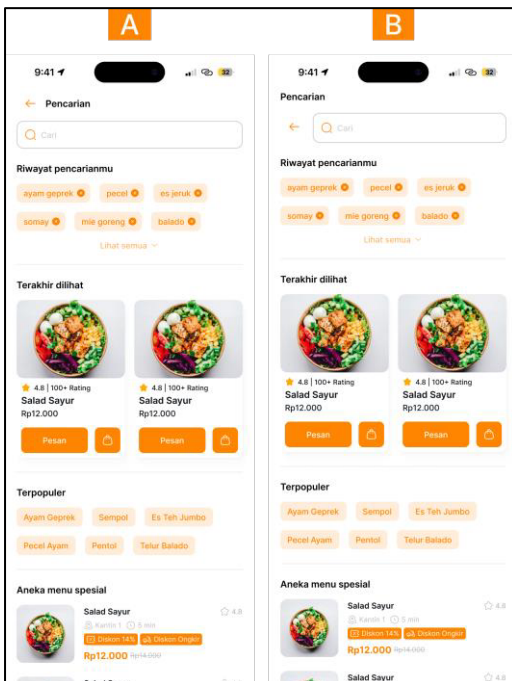 A
9:41
32
Pencarian
Cari
Riwayat pencarianmu
ayam geprek pecel es jeruk
somay mie goreng balado
Lihat semua
Terakhir dilihat
4.8 | 100+ Rating 4.8 | 100+ Rating
Salad Sayur Salad Sayur
Rp12.000 Rp12.000
Pesan Pesan
Terpopuler
Ayam Geprek Sempol Es Teh Jumbo
Pecel Ayam Pentol Telur Balado
Aneka menu spesial
Salad Sayur 4.8
Kantin 1 5 min
Diskon 14% Diskon Ongkir
Rp12.000 Rp14.000
B
9:41
32
Pencarian
Cari
Riwayat pencarianmu
ayam geprek pecel es jeruk
somay mie goreng balado
Lihat semua
Terakhir dilihat
4.8 | 100+ Rating 4.8 | 100+ Rating
Salad Sayur Salad Sayur
Rp12.000 Rp12.000
Pesan Pesan
Terpopuler
Ayam Geprek Sempol Es Teh Jumbo
Pecel Ayam Pentol Telur Balado
Aneka menu spesial
Salad Sayur 4.8
Kantin 1 5 min
Diskon 14% Diskon Ongkir
Rp12.000 Rp14.000
Salad Sayur 4.8